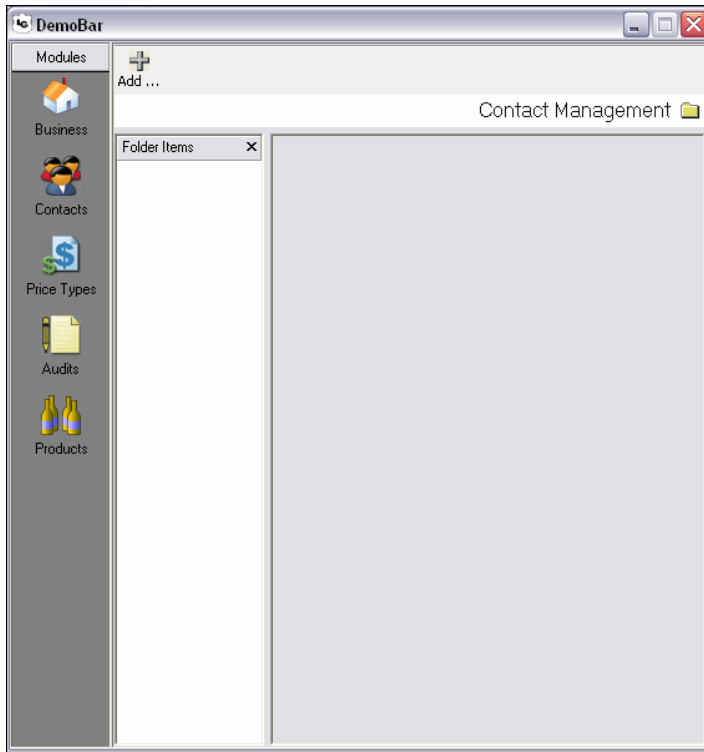 DemoBar
Modules
Add ...
Contact Management
Business
Folder Items
Contacts
Price Types
Audits
Products